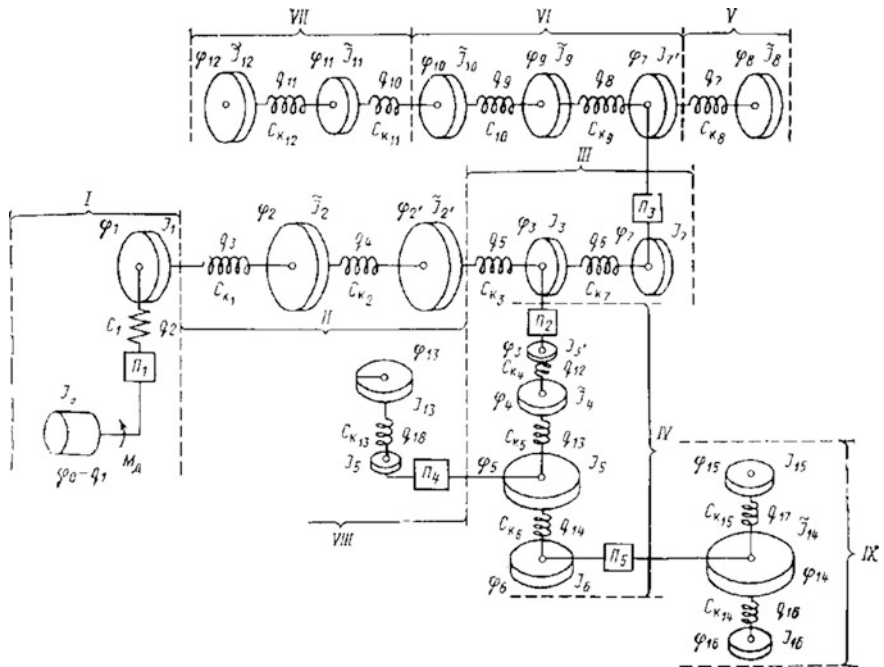 VII VI V
φ12 J̃12 φ11 J̃11 φ10 J̃10 φ9 J̃9 φ7 J7' φ8 J̃8
q11 q10 q9 q8 q7
Cк12 Cк11 C10 Cк9 Cк8
III
I
П3
φ1 J1 φ2 J̃2 φ2' J̃2' φ3 J3 φ7 J7
q3 q4 q5 q6
Cк1 Cк2 Cк3 Cк7
C1 q2 II П2
П1 φ3 J3'
φ13 Cк4 q12
J13 φ4 J̃4 IV
Jо Cк13 q18 Cк5 q13
Mд J5 П4 φ5 J5 φ15 J15
φ0-q1 Cк15 q17
VIII Cк6 q14 J̃14
П5 IX
φ6 J6 φ14
Cк14 q16
φ16 J16